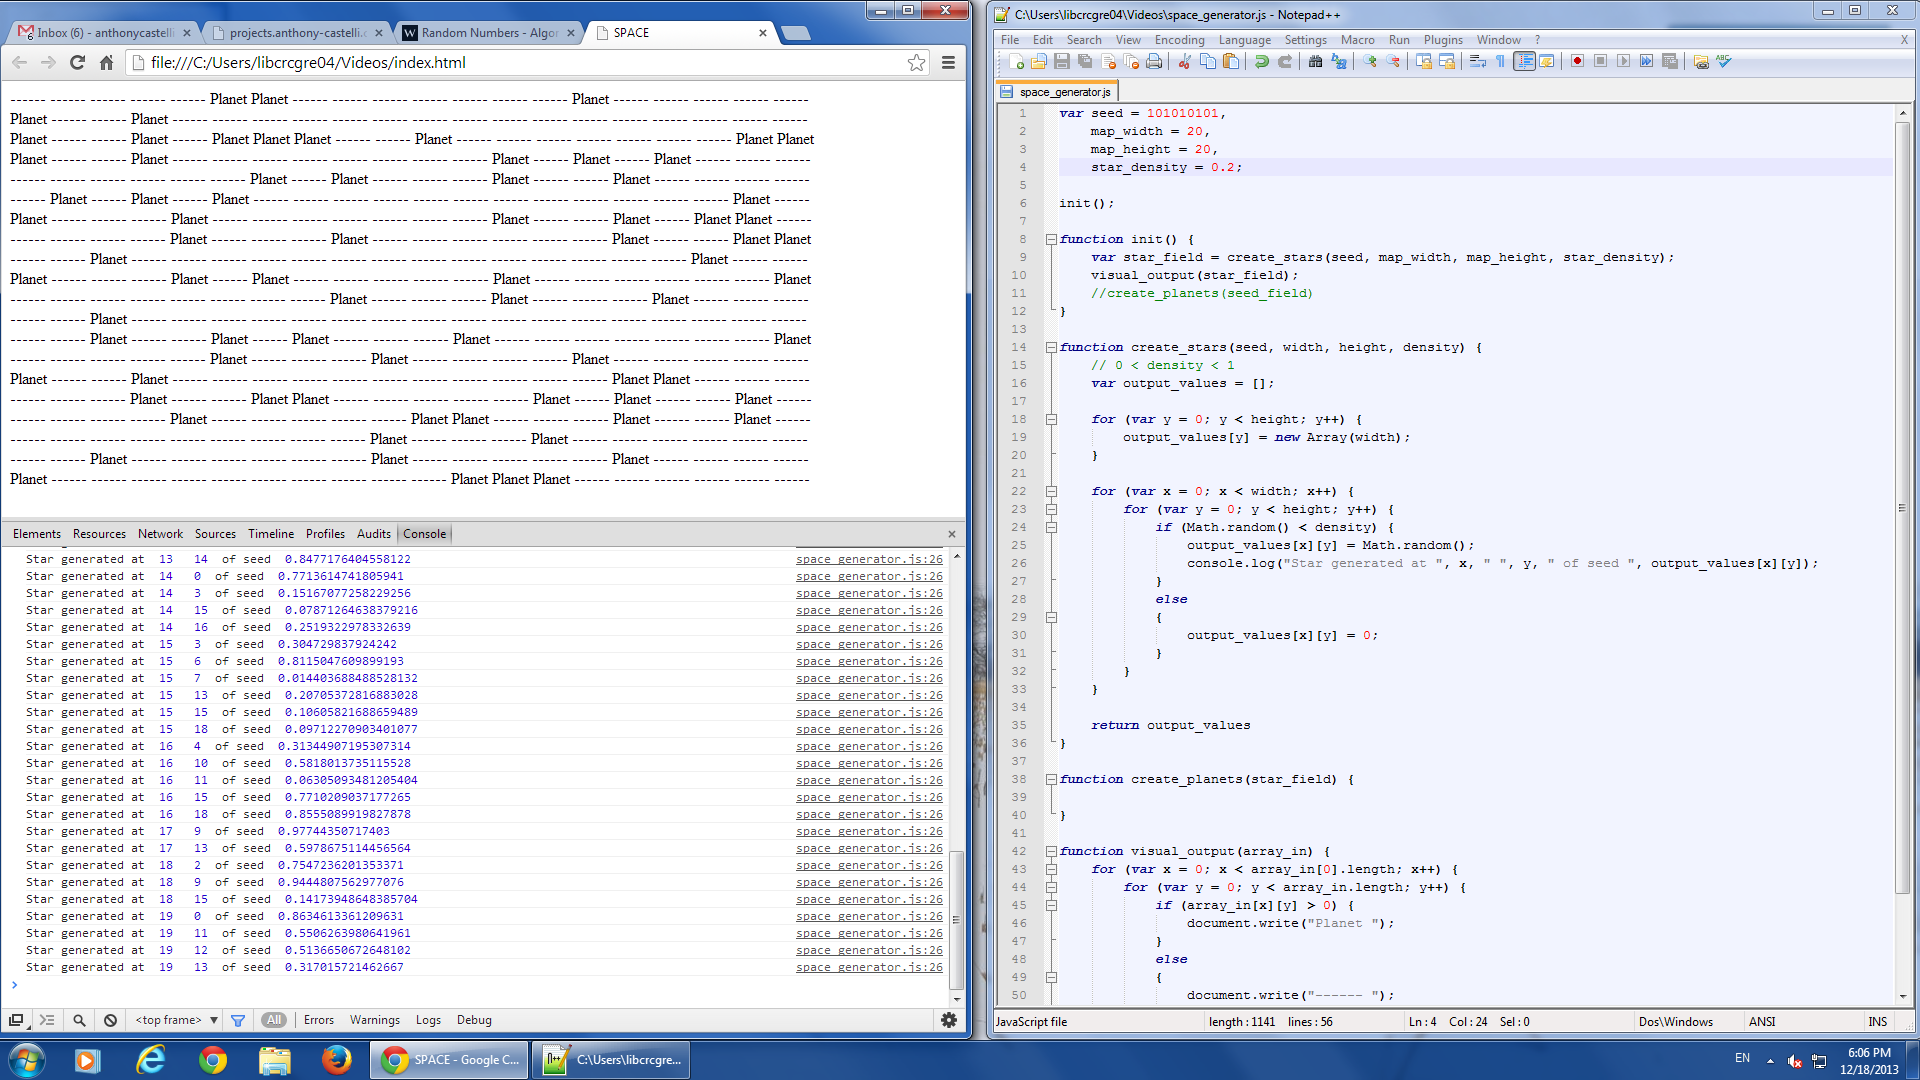 Inbox (6) - anthonycastelli
projects.anthony-castelli.c
Random Numbers - Algor
SPACE
file:///C:/Users/libcrcgre04/Videos/index.html
------ ------ ------ ------ ------ Planet Planet ------ ------ ------ ------ ------ ------ ------ Planet ------ ------ ------ ------ ------
Planet ------ ------ Planet ------ ------ ------ ------ ------ ------ ------ ------ ------ ------ ------ ------ ------ ------ ------ ------
Planet ------ ------ Planet ------ Planet Planet Planet ------ ------ Planet ------ ------ ------ ------ ------ ------ ------ Planet Planet
Planet ------ ------ Planet ------ ------ ------ ------ ------ ------ ------ ------ Planet ------ Planet ------ Planet ------ ------ ------
------ ------ ------ ------ ------ ------ Planet ------ Planet ------ ------ ------ Planet ------ ------ Planet ------ ------ ------ ------
------ Planet ------ Planet ------ Planet ------ ------ ------ ------ ------ ------ ------ ------ ------ ------ ------ ------ Planet ------
Planet ------ ------ ------ Planet ------ ------ ------ ------ ------ ------ ------ Planet ------ ------ Planet ------ Planet Planet ------
------ ------ ------ ------ Planet ------ ------ ------ Planet ------ ------ ------ ------ ------ ------ Planet ------ ------ Planet Planet
------ ------ Planet ------ ------ ------ ------ ------ ------ ------ ------ ------ ------ ------ ------ ------ ------ Planet ------ ------
Planet ------ ------ ------ Planet ------ Planet ------ ------ ------ ------ ------ Planet ------ ------ ------ ------ ------ ------ Planet
------ ------ ------ ------ ------ ------ ------ ------ Planet ------ ------ ------ Planet ------ ------ ------ Planet ------ ------ ------
------ ------ Planet ------ ------ ------ ------ ------ ------ ------ ------ ------ ------ ------ ------ ------ ------ ------ ------ ------
------ ------ Planet ------ ------ Planet ------ Planet ------ ------ ------ Planet ------ ------ ------ ------ ------ ------ ------ Planet
------ ------ ------ ------ ------ Planet ------ ------ ------ Planet ------ ------ ------ ------ Planet ------ ------ ------ ------ ------
Planet ------ ------ Planet ------ ------ ------ ------ ------ ------ ------ ------ ------ ------ ------ Planet Planet ------ ------ ------
------ ------ ------ Planet ------ ------ Planet Planet ------ ------ ------ ------ ------ Planet ------ Planet ------ ------ Planet ------
------ ------ ------ ------ Planet ------ ------ ------ ------ ------ Planet Planet ------ ------ ------ Planet ------ ------ Planet ------
------ ------ ------ ------ ------ ------ ------ ------ ------ Planet ------ ------ ------ Planet ------ ------ ------ ------ ------ ------
------ ------ Planet ------ ------ ------ ------ ------ ------ Planet ------ ------ ------ ------ ------ Planet ------ ------ ------ ------
Planet ------ ------ ------ ------ ------ ------ ------ ------ ------ ------ Planet Planet Planet ------ ------ ------ ------ ------ ------
Elements Resources Network Sources Timeline Profiles Audits Console
Star generated at 13 14 of seed 0.8477176404558122 space_generator.js:26
Star generated at 14 0 of seed 0.7713614741805941 space_generator.js:26
Star generated at 14 3 of seed 0.15167077258229256 space_generator.js:26
Star generated at 14 15 of seed 0.07871264638379216 space_generator.js:26
Star generated at 14 16 of seed 0.2519322978332639 space_generator.js:26
Star generated at 15 3 of seed 0.304729837924242 space_generator.js:26
Star generated at 15 6 of seed 0.8115047609899193 space_generator.js:26
Star generated at 15 7 of seed 0.014403688488528132 space_generator.js:26
Star generated at 15 13 of seed 0.20705372816883028 space_generator.js:26
Star generated at 15 15 of seed 0.10605821688659489 space_generator.js:26
Star generated at 15 18 of seed 0.09712270903401077 space_generator.js:26
Star generated at 16 4 of seed 0.31344907195307314 space_generator.js:26
Star generated at 16 10 of seed 0.5818013735115528 space_generator.js:26
Star generated at 16 11 of seed 0.06305093481205404 space_generator.js:26
Star generated at 16 15 of seed 0.7710209037177265 space_generator.js:26
Star generated at 16 18 of seed 0.8555089919827878 space_generator.js:26
Star generated at 17 9 of seed 0.97744350717403 space_generator.js:26
Star generated at 17 13 of seed 0.5978675114456564 space_generator.js:26
Star generated at 18 2 of seed 0.7547236201353371 space_generator.js:26
Star generated at 18 9 of seed 0.9444807562977076 space_generator.js:26
Star generated at 18 15 of seed 0.14173948648385704 space_generator.js:26
Star generated at 19 0 of seed 0.8634613361209631 space_generator.js:26
Star generated at 19 11 of seed 0.5506263980641961 space_generator.js:26
Star generated at 19 12 of seed 0.5136650672648102 space_generator.js:26
Star generated at 19 13 of seed 0.317015721462667 space_generator.js:26
>
<top frame> All Errors Warnings Logs Debug
C:\Users\libcrcgre04\Videos\space_generator.js - Notepad++
File Edit Search View Encoding Language Settings Macro Run Plugins Window ? X
space_generator.js
1 var seed = 101010101,
2 map_width = 20,
3 map_height = 20,
4 star_density = 0.2;
5
6 init();
7
8 function init() {
9 var star_field = create_stars(seed, map_width, map_height, star_density);
10 visual_output(star_field);
11 //create_planets(seed_field)
12 }
13
14 function create_stars(seed, width, height, density) {
15 // 0 < density < 1
16 var output_values = [];
17
18 for (var y = 0; y < height; y++) {
19 output_values[y] = new Array(width);
20 }
21
22 for (var x = 0; x < width; x++) {
23 for (var y = 0; y < height; y++) {
24 if (Math.random() < density) {
25 output_values[x][y] = Math.random();
26 console.log("Star generated at ", x, " ", y, " of seed ", output_values[x][y]);
27 }
28 else
29 {
30 output_values[x][y] = 0;
31 }
32 }
33 }
34
35 return output_values
36 }
37
38 function create_planets(star_field) {
39
40 }
41
42 function visual_output(array_in) {
43 for (var x = 0; x < array_in[0].length; x++) {
44 for (var y = 0; y < array_in.length; y++) {
45 if (array_in[x][y] > 0) {
46 document.write("Planet ");
47 }
48 else
49 {
50 document.write("------ ");
JavaScript file length : 1141 lines : 56 Ln : 4 Col : 24 Sel : 0 Dos\Windows ANSI INS
SPACE - Google C...
C:\Users\libcrcgre...
EN
6:06 PM
12/18/2013